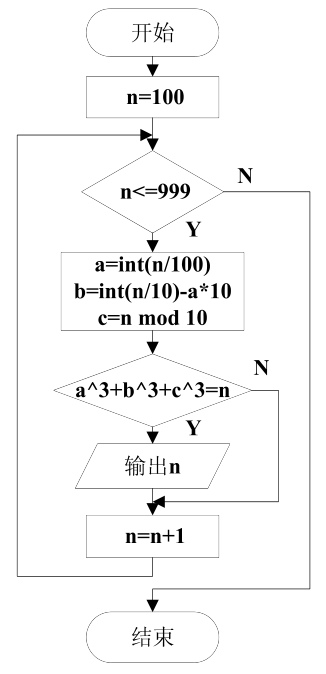 开始
n=100
n<=999
N
Y
a=int(n/100)
b=int(n/10)-a*10
c=n mod 10
a^3+b^3+c^3=n
N
Y
输出n
n=n+1
结束